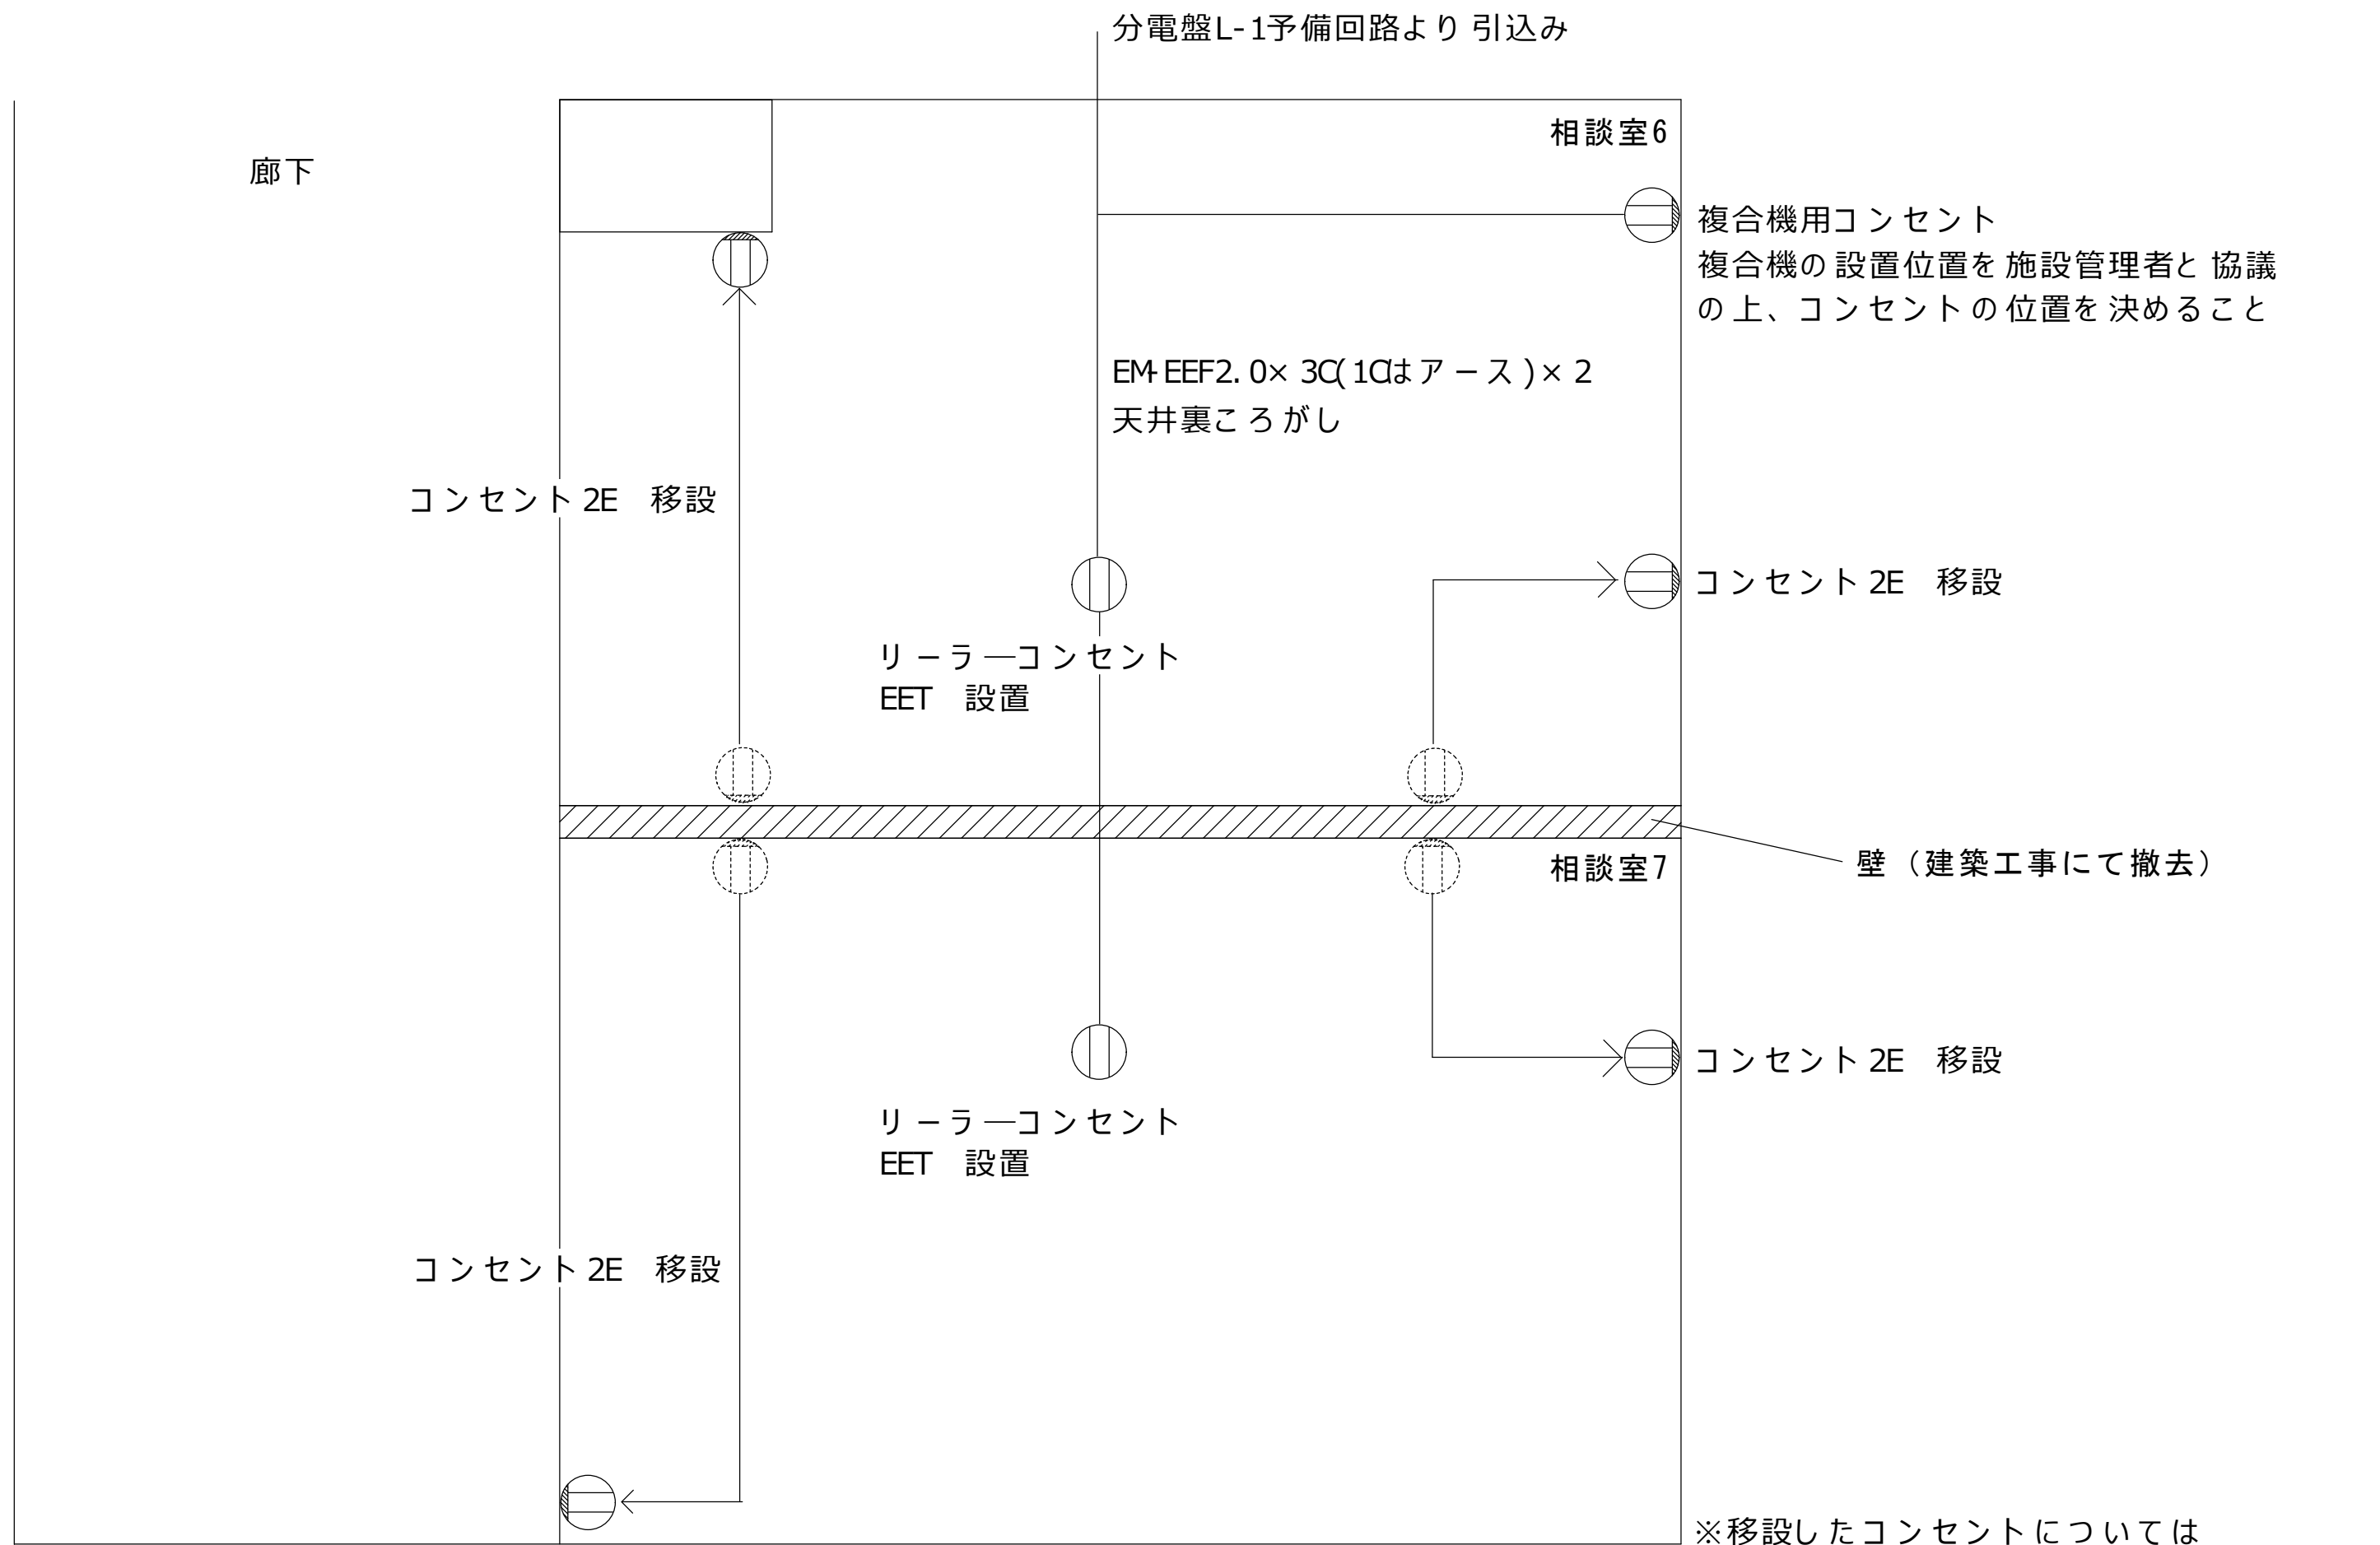 分電盤L-1予備回路より引込み
相談室6
廊下
複合機用コンセント
複合機の設置位置を施設管理者と協議
の上、コンセントの位置を決めること
EM-EEF2.0×3C(1Cはアース)×2
天井裏ころがし
コンセント2E　移設
コンセント2E　移設
リーラーコンセント
EET　設置
相談室7
壁（建築工事にて撤去）
コンセント2E　移設
リーラーコンセント
EET　設置
コンセント2E　移設
※移設したコンセントについては